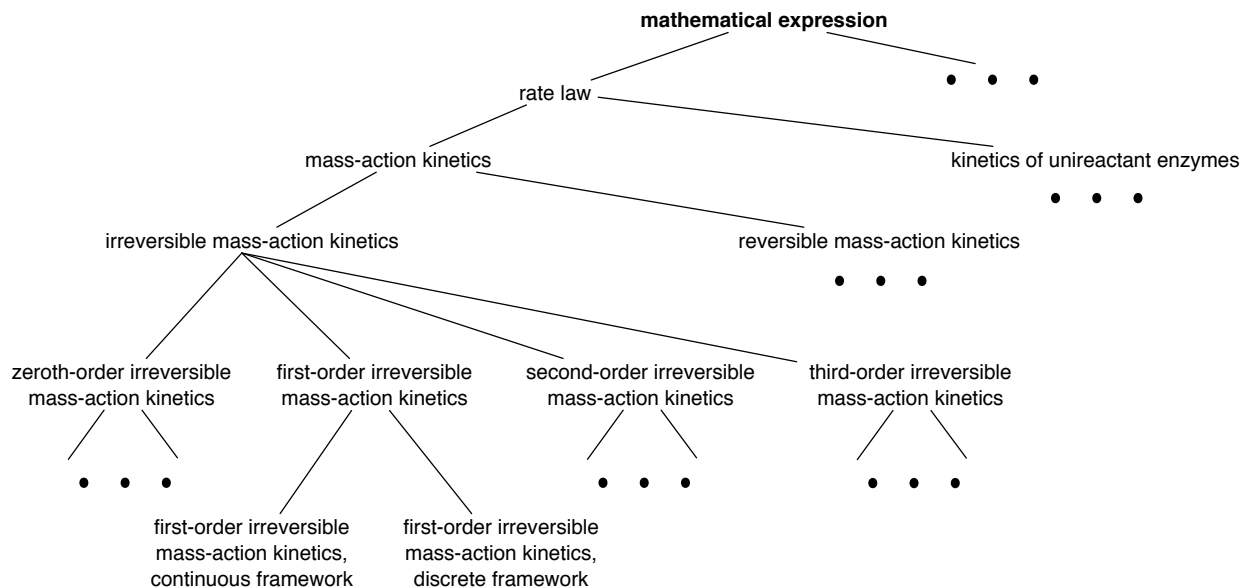 mathematical expression
rate law
mass-action kinetics
kinetics of unireactant enzymes
irreversible mass-action kinetics
reversible mass-action kinetics
zeroth-order irreversible
mass-action kinetics
first-order irreversible
mass-action kinetics
second-order irreversible
mass-action kinetics
third-order irreversible
mass-action kinetics
first-order irreversible
mass-action kinetics,
continuous framework
first-order irreversible
mass-action kinetics,
discrete framework